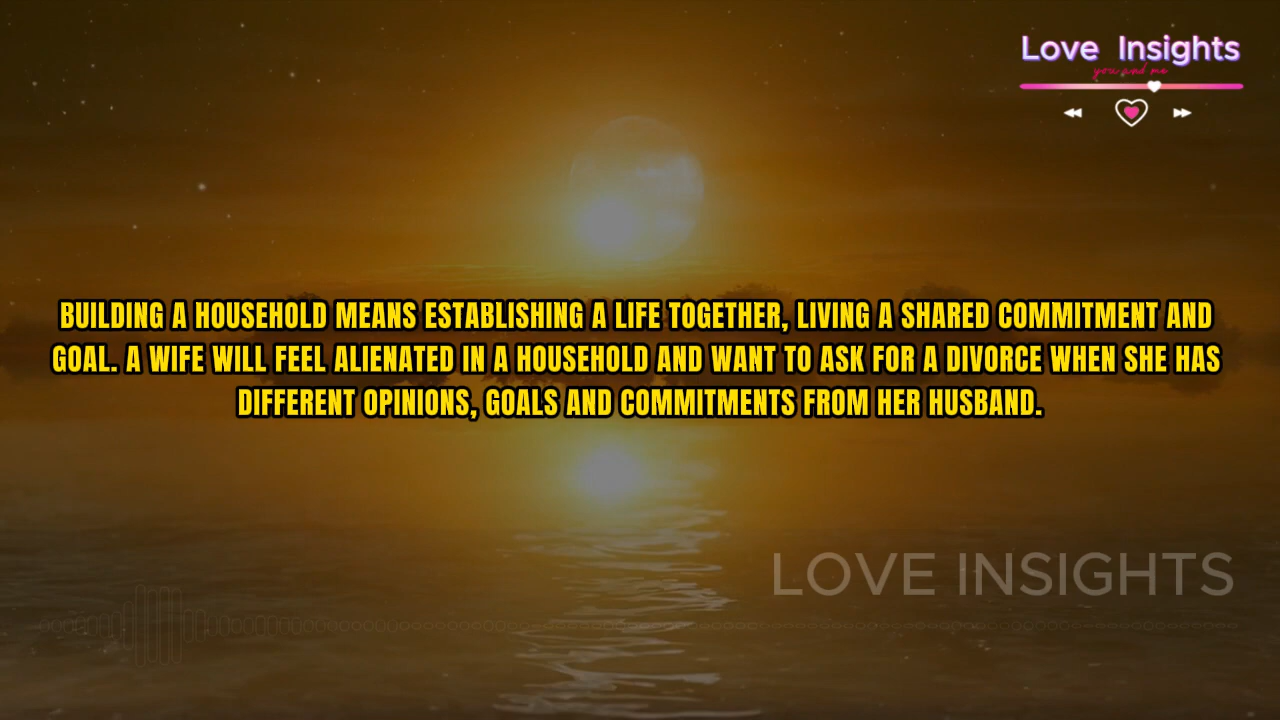 Love Insights
you and me
BUILDING A HOUSEHOLD MEANS ESTABLISHING A LIFE TOGETHER, LIVING A SHARED COMMITMENT AND
GOAL. A WIFE WILL FEEL ALIENATED IN A HOUSEHOLD AND WANT TO ASK FOR A DIVORCE WHEN SHE HAS
DIFFERENT OPINIONS, GOALS AND COMMITMENTS FROM HER HUSBAND.
LOVE INSIGHTS